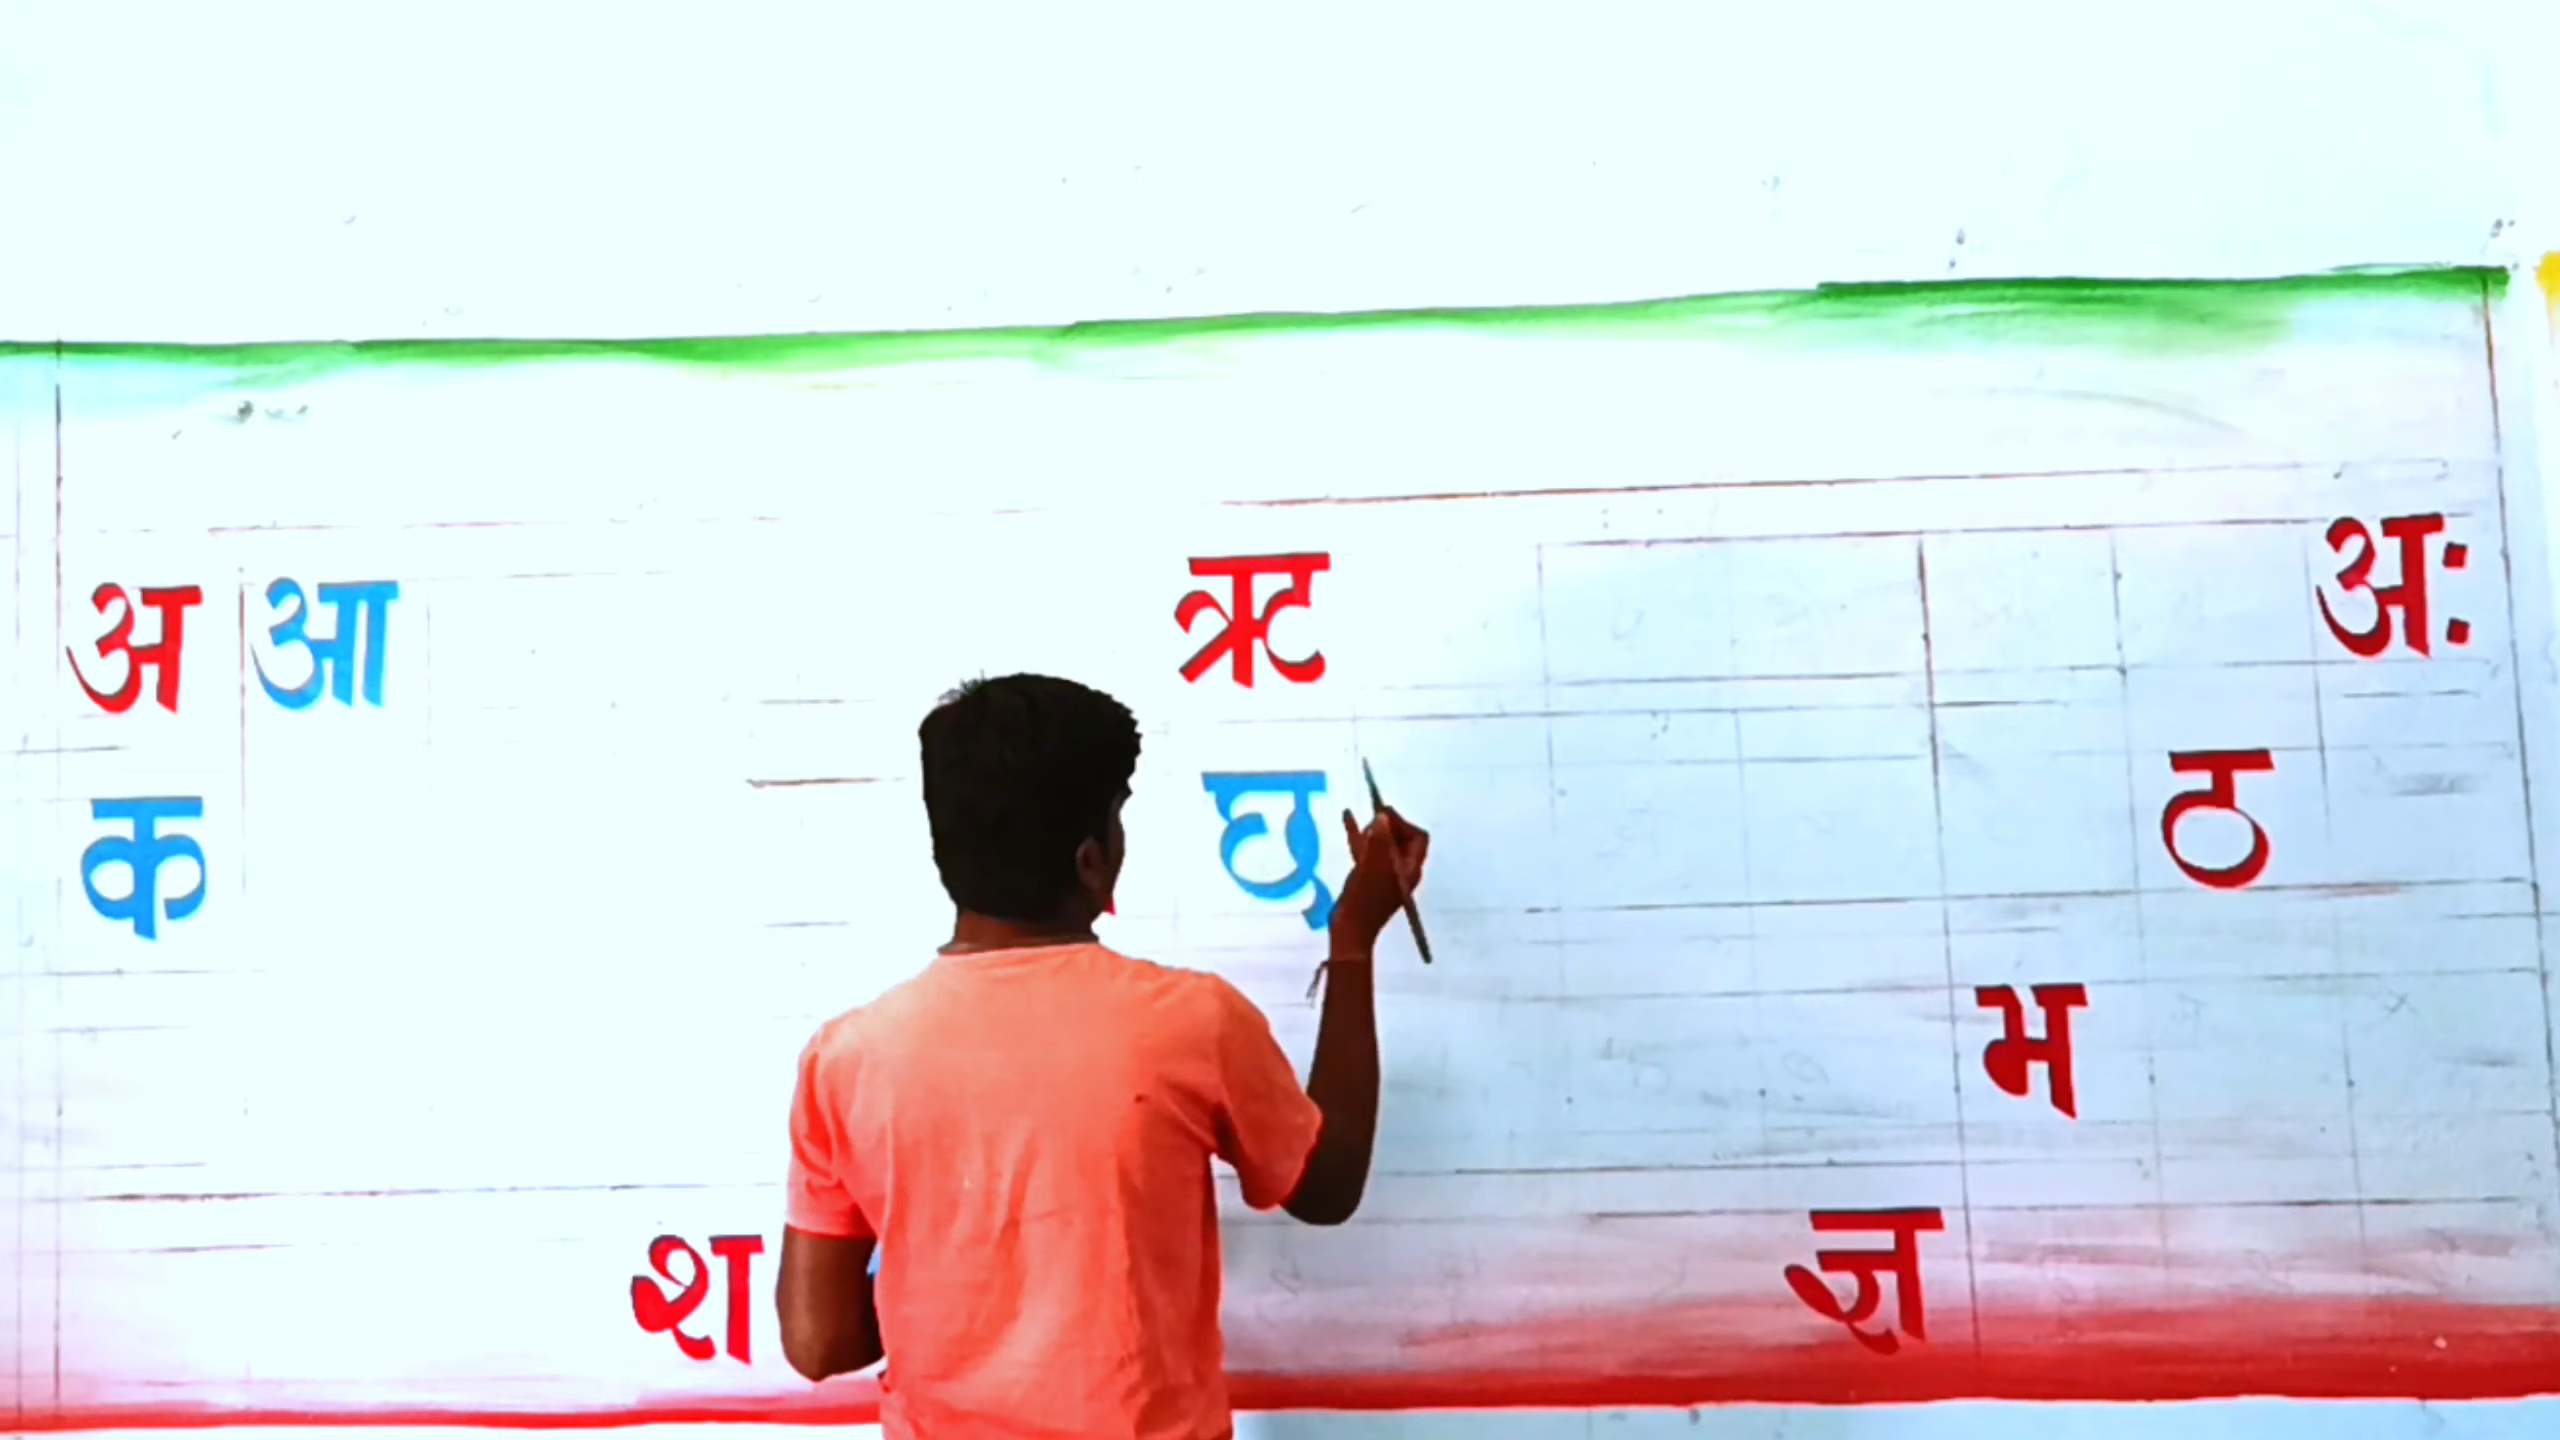 अ आ ऋ अः
क छ ठ
भ
श ज्ञ